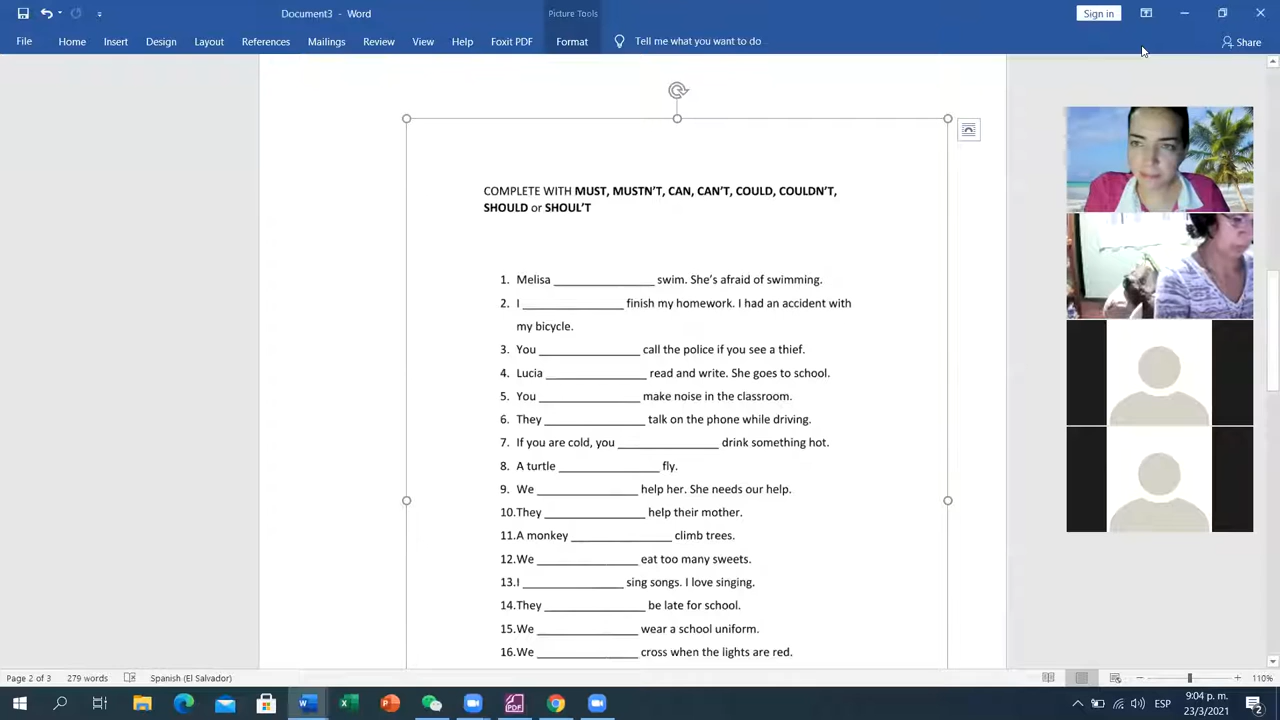 Document3 - Word
Picture Tools
Sign in
File
Home
Insert
Design
Layout
References
Mailings
Review
View
Help
Foxit PDF
Format
Tell me what you want to do
Share
COMPLETE WITH MUST, MUSTN'T, CAN, CAN'T, COULD, COULDN'T,
SHOULD or SHOUL'T
1. Melisa ________________ swim. She's afraid of swimming.
2. I ________________ finish my homework. I had an accident with
my bicycle.
3. You ________________ call the police if you see a thief.
4. Lucia ________________ read and write. She goes to school.
5. You ________________ make noise in the classroom.
6. They ________________ talk on the phone while driving.
7. If you are cold, you ________________ drink something hot.
8. A turtle ________________ fly.
9. We ________________ help her. She needs our help.
10.They ________________ help their mother.
11.A monkey ________________ climb trees.
12.We ________________ eat too many sweets.
13.I ________________ sing songs. I love singing.
14.They ________________ be late for school.
15.We ________________ wear a school uniform.
16.We ________________ cross when the lights are red.
Page 2 of 3
279 words
Spanish (El Salvador)
110%
ESP
9:04 p. m.
23/3/2021
2